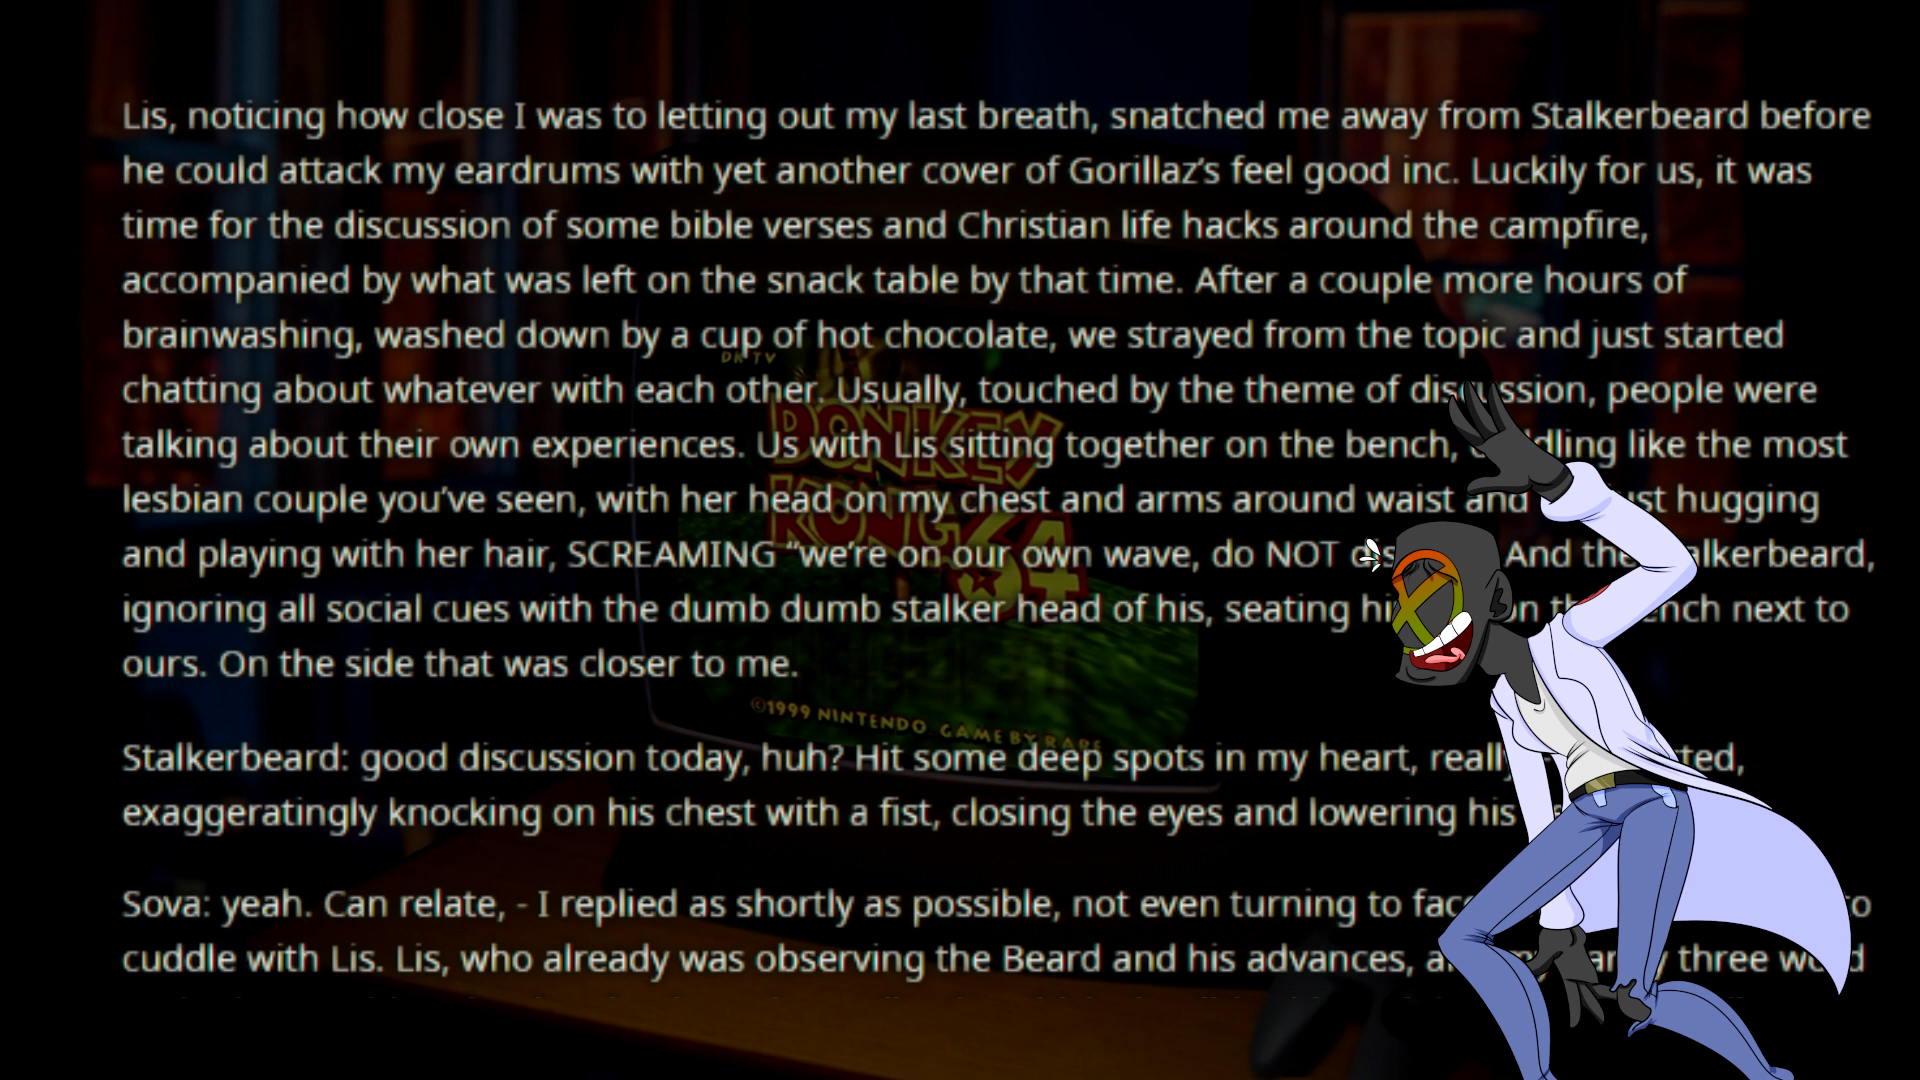 Lis, noticing how close I was to letting out my last breath, snatched me away from Stalkerbeard before
he could attack my eardrums with yet another cover of Gorillaz’s feel good inc. Luckily for us, it was
time for the discussion of some bible verses and Christian life hacks around the campfire,
accompanied by what was left on the snack table by that time. After a couple more hours of
brainwashing, washed down by a cup of hot chocolate, we strayed from the topic and just started
DK TV
chatting about whatever with each other. Usually, touched by the theme of discussion, people were
talking about their own experiences. Us with Lis sitting together on the bench, like the most
lesbian couple you’ve seen, with her head on my chest and arms around waist and hugging
and playing with her hair, SCREAMING “we’re on our own wave, do NOT And
ignoring all social cues with the dumb dumb stalker head of his, seating on next to
ours. On the side that was closer to me.
DONKEY
KONG 64
©1999 NINTENDO. GAME BY RARE
Stalkerbeard: good discussion today, huh? Hit some deep spots in my heart, really
exaggeratingly knocking on his chest with a fist, closing the eyes and lowering his
Sova: yeah. Can relate, - I replied as shortly as possible, not even turning to to
cuddle with Lis. Lis, who already was observing the Beard and his advances, three